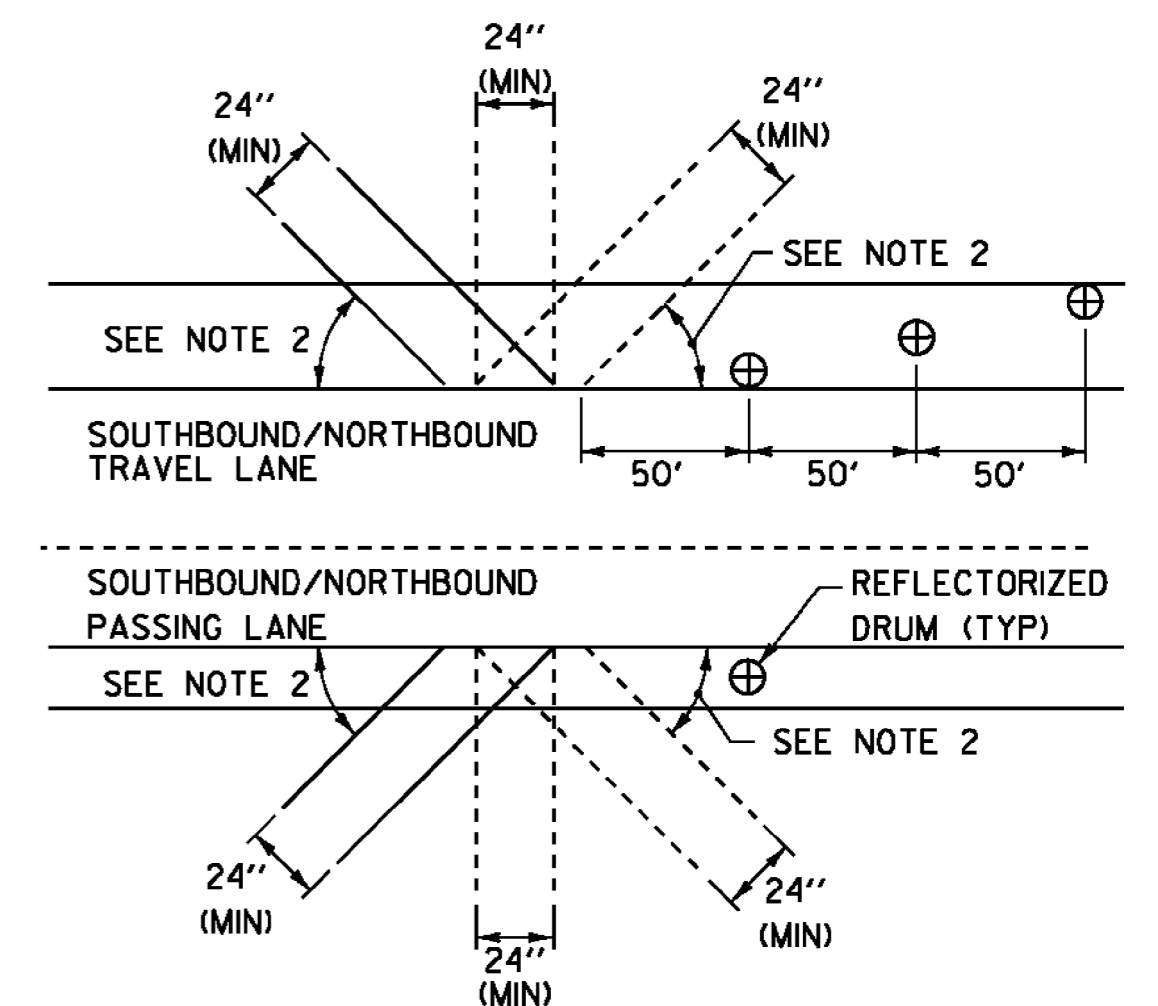 24''
(MIN)
24''
(MIN)
24''
(MIN)
SEE NOTE 2
SEE NOTE 2
SOUTHBOUND/NORTHBOUND
TRAVEL LANE
50'
50'
50'
SOUTHBOUND/NORTHBOUND
PASSING LANE
REFLECTORIZED
DRUM (TYP)
SEE NOTE 2
SEE NOTE 2
24''
(MIN)
24''
(MIN)
24''
(MIN)